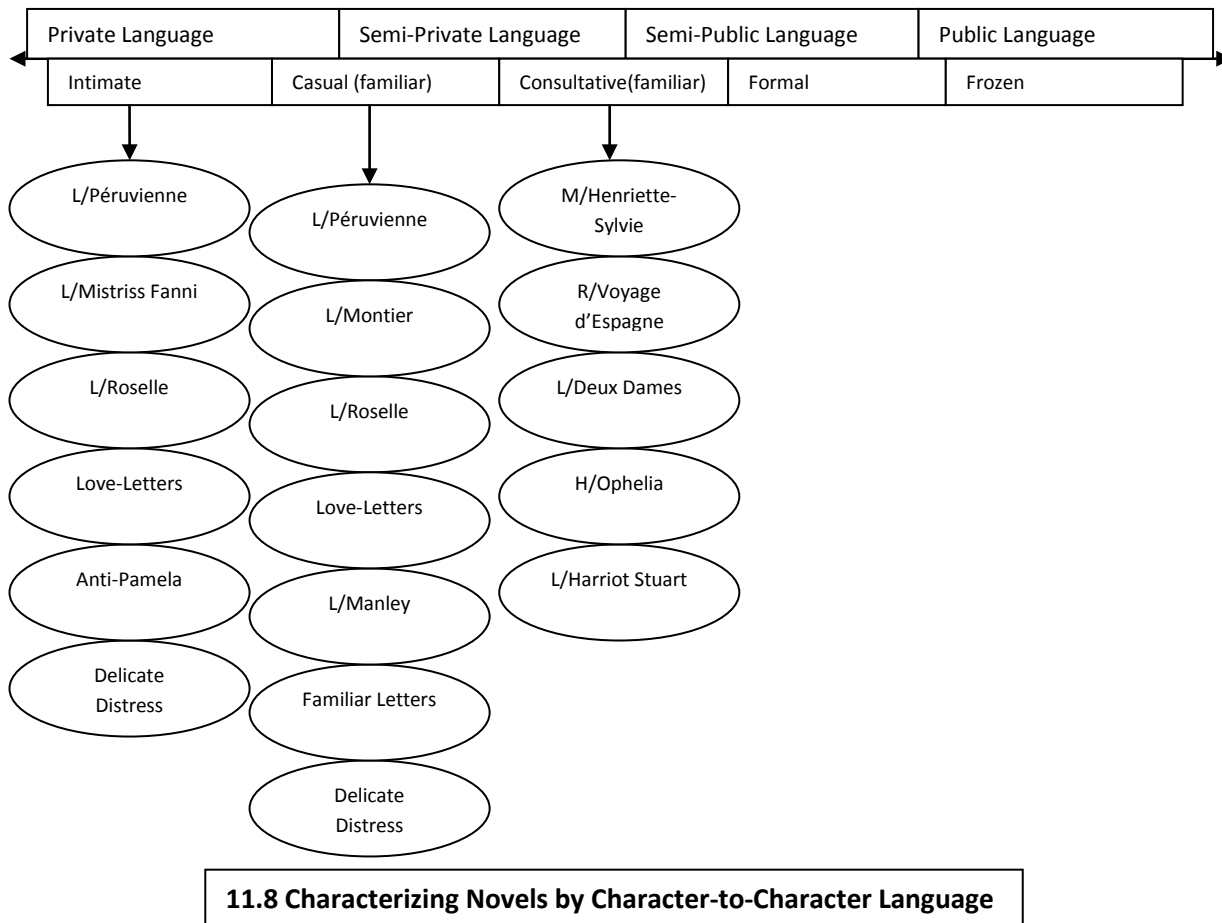 Private Language
Semi-Private Language
Semi-Public Language
Public Language
Intimate
Casual (familiar)
Consultative(familiar)
Formal
Frozen
L/Péruvienne
L/Mistriss Fanni
L/Roselle
Love-Letters
Anti-Pamela
Delicate
Distress
L/Péruvienne
L/Montier
L/Roselle
Love-Letters
L/Manley
Familiar Letters
Delicate
Distress
M/Henriette-
Sylvie
R/Voyage
d’Espagne
L/Deux Dames
H/Ophelia
L/Harriot Stuart
11.8 Characterizing Novels by Character-to-Character Language